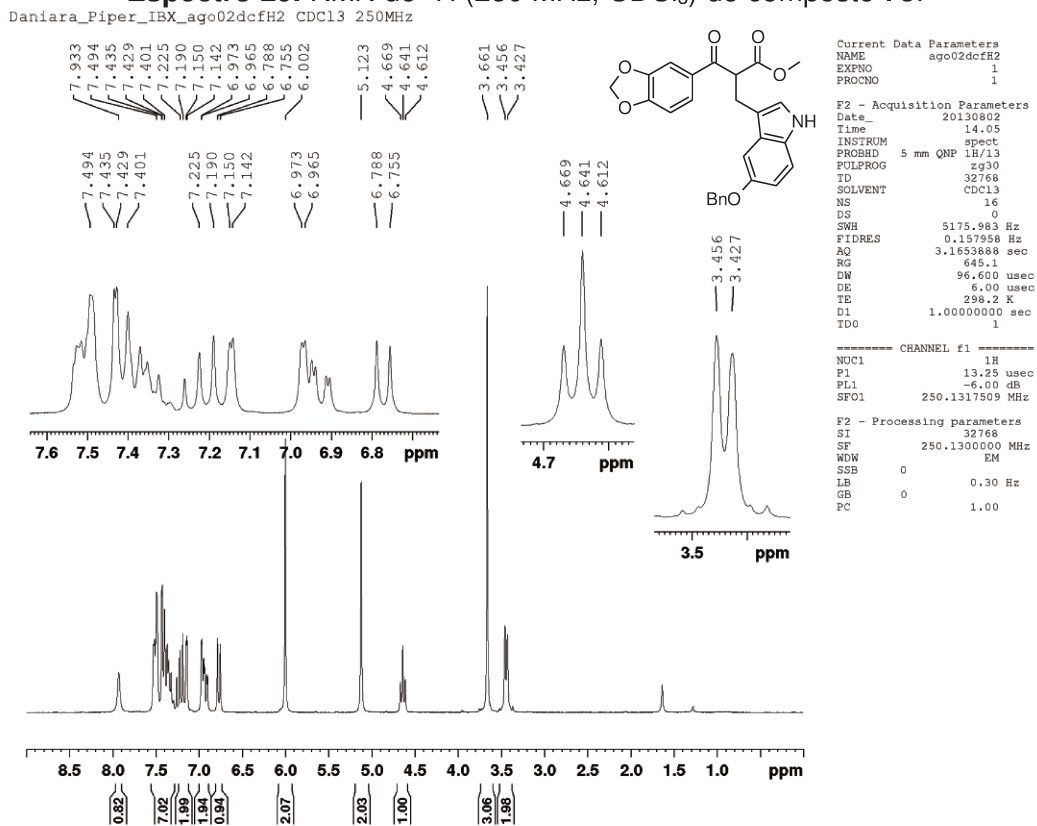 Daniara_Piper_IBX_ago02dcfH2 CDCl3 250MHz
7.933
7.494
7.435
7.429
7.401
7.225
7.190
7.150
7.142
6.973
6.965
6.788
6.755
6.002
5.123
4.669
4.641
4.612
3.661
3.456
3.427
7.494
7.435
7.429
7.401
7.225
7.190
7.150
7.142
6.973
6.965
6.788
6.755
7.6 7.5 7.4 7.3 7.2 7.1 7.0 6.9 6.8 ppm
4.669
4.641
4.612
4.7 ppm
3.456
3.427
3.5 ppm
O
O
O
O
O
NH
BnO
Current Data Parameters
NAME ago02dcfH2
EXPNO 1
PROCNO 1
F2 - Acquisition Parameters
Date_ 20130802
Time 14.05
INSTRUM spect
PROBHD 5 mm QNP 1H/13
PULPROG zg30
TD 32768
SOLVENT CDCl3
NS 16
DS 0
SWH 5175.983 Hz
FIDRES 0.157958 Hz
AQ 3.1653888 sec
RG 645.1
DW 96.600 usec
DE 6.00 usec
TE 298.2 K
D1 1.00000000 sec
TD0 1
======== CHANNEL f1 ========
NUC1 1H
P1 13.25 usec
PL1 -6.00 dB
SFO1 250.1317509 MHz
F2 - Processing parameters
SI 32768
SF 250.1300000 MHz
WDW EM
SSB 0
LB 0.30 Hz
GB 0
PC 1.00
8.5 8.0 7.5 7.0 6.5 6.0 5.5 5.0 4.5 4.0 3.5 3.0 2.5 2.0 1.5 1.0 ppm
0.82
7.02
1.99
1.94
0.94
2.07
2.03
1.00
3.06
1.98